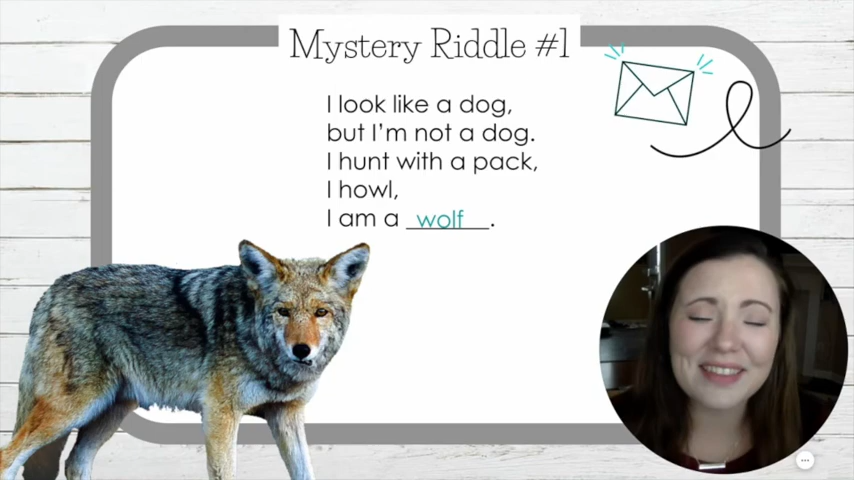 Mystery Riddle #1
I look like a dog,
but I'm not a dog.
I hunt with a pack,
I howl,
I am a wolf.